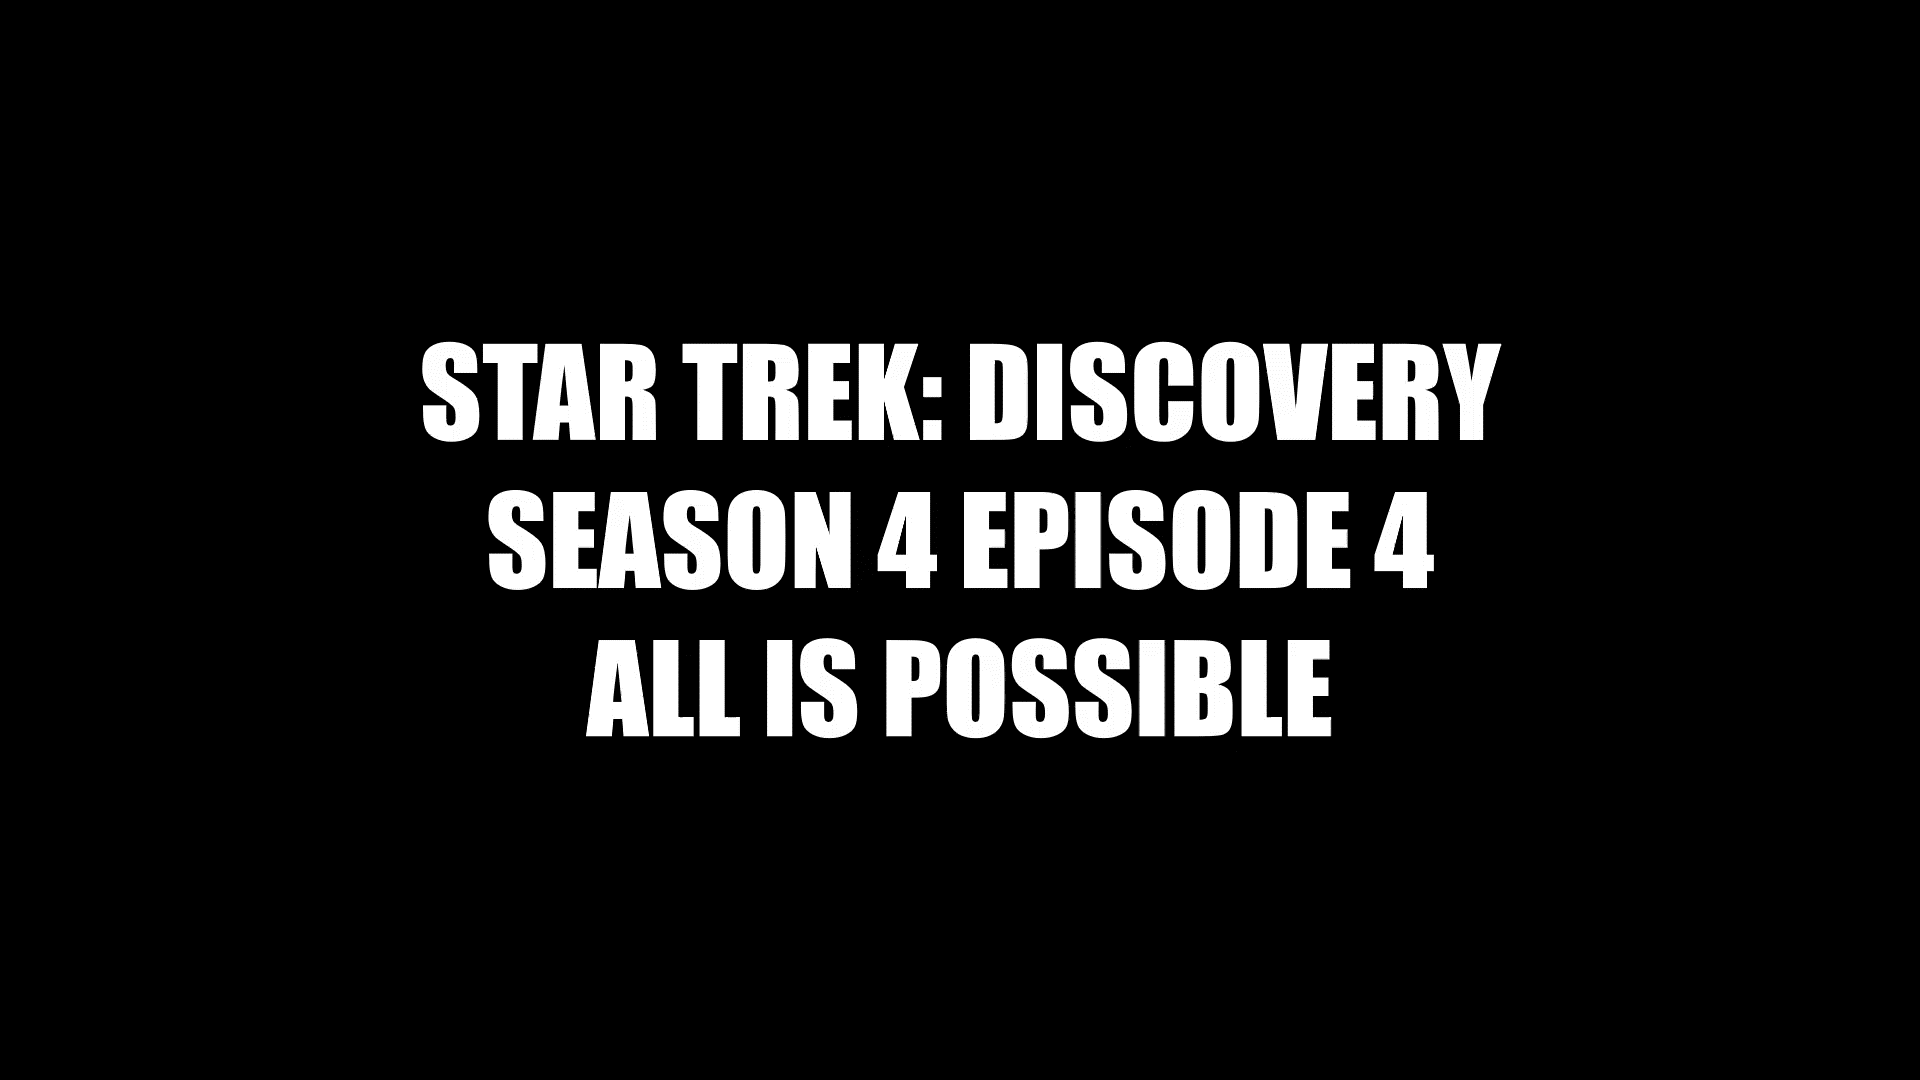 STAR TREK: DISCOVERY
SEASON 4 EPISODE 4
ALL IS POSSIBLE